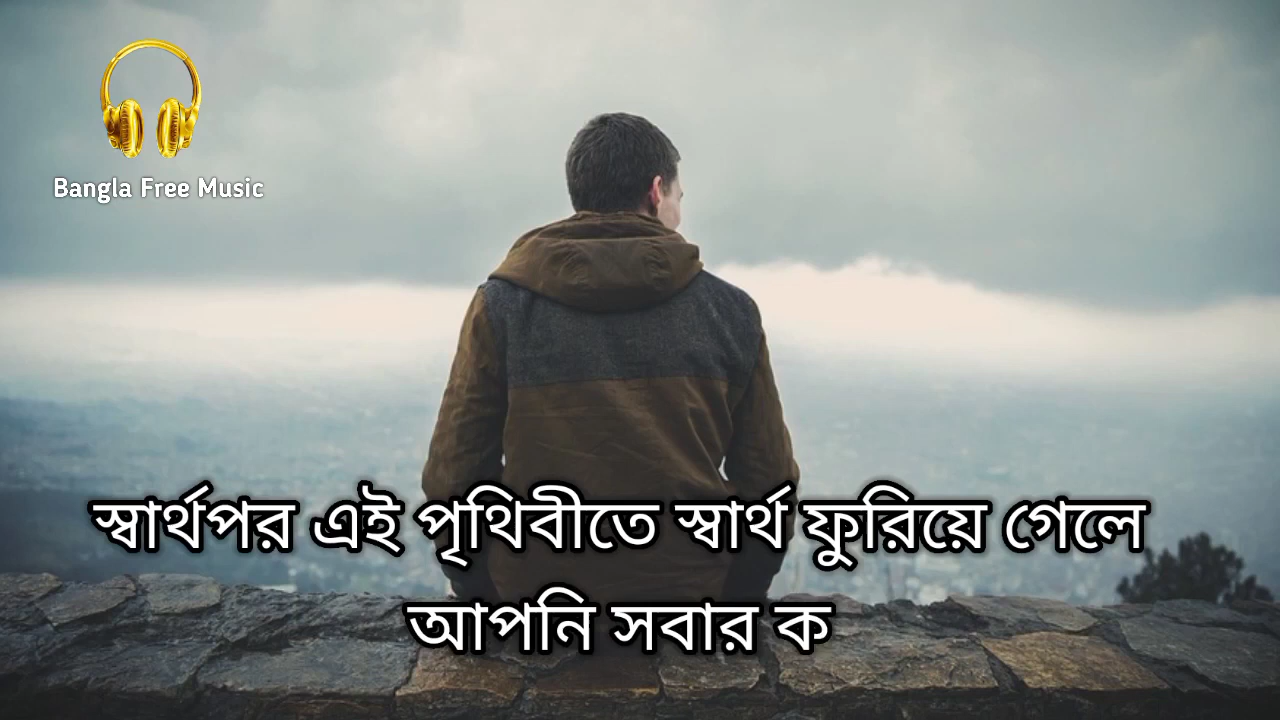 Bangla Free Music
স্বার্থপর এই পৃথিবীতে স্বার্থ ফুরিয়ে গেলে
আপনি সবার ক